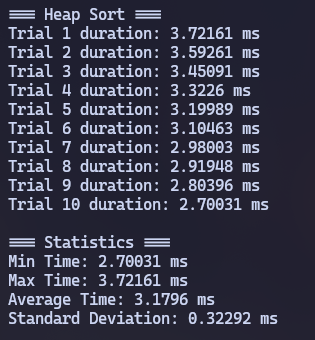 === Heap Sort ===
Trial 1 duration: 3.72161 ms
Trial 2 duration: 3.59261 ms
Trial 3 duration: 3.45091 ms
Trial 4 duration: 3.3226 ms
Trial 5 duration: 3.19989 ms
Trial 6 duration: 3.10463 ms
Trial 7 duration: 2.98003 ms
Trial 8 duration: 2.91948 ms
Trial 9 duration: 2.80396 ms
Trial 10 duration: 2.70031 ms
=== Statistics ===
Min Time: 2.70031 ms
Max Time: 3.72161 ms
Average Time: 3.1796 ms
Standard Deviation: 0.32292 ms